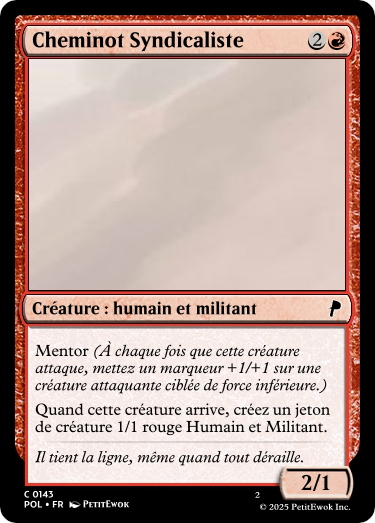 Cheminot Syndicaliste 2
Créature : humain et militant
Mentor (À chaque fois que cette créature
attaque, mettez un marqueur +1/+1 sur une
créature attaquante ciblée de force inférieure.)
Quand cette créature arrive, créez un jeton
de créature 1/1 rouge Humain et Militant.
Il tient la ligne, même quand tout déraille.
2/1
C 0143
POL • FR PetitEwok
2
© 2025 PetitEwok Inc.